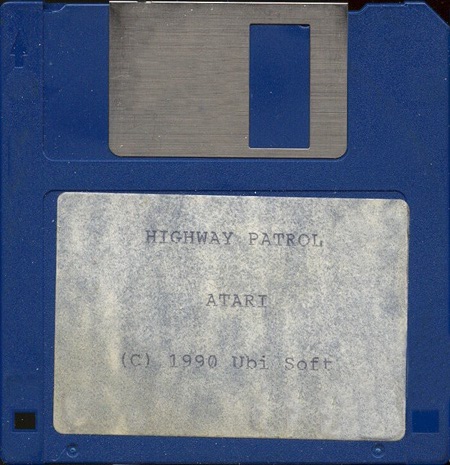 HIGHWAY PATROL
ATARI
(C) 1990 Ubi Soft